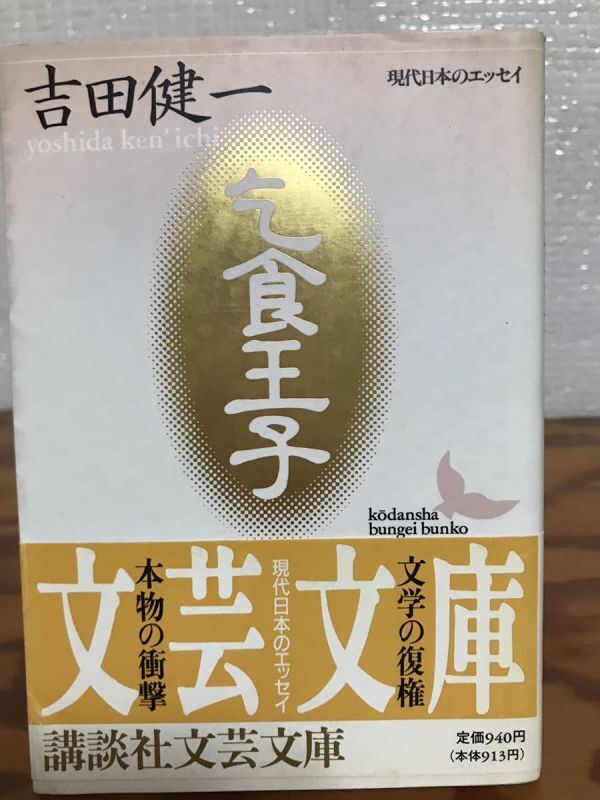 吉田健一
yoshida ken'ichi
現代日本のエッセイ
乞食王子
kōdansha
bungei bunko
文芸文庫
文学の復権
現代日本のエッセイ
本物の衝撃
講談社文芸文庫
定価940円
（本体913円）